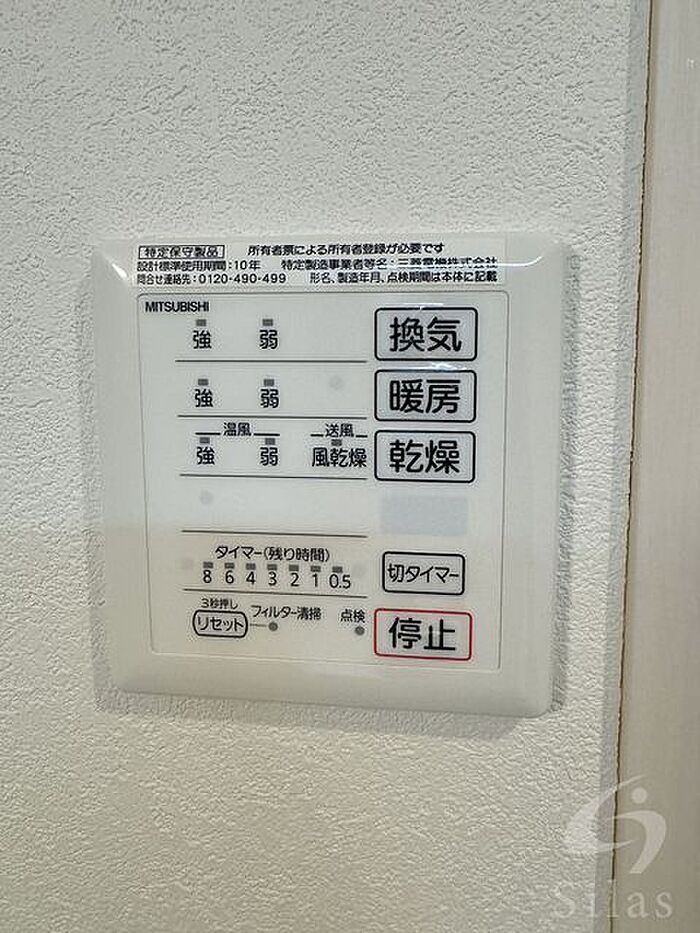 特定保守製品 所有者票による所有者登録が必要です
設計標準使用期間:10年 特定製造事業者等名:三菱電機株式会社
問合せ連絡先:0120-490-499 形名、製造年月、点検期間は本体に記載
MITSUBISHI
強 弱 換気
強 弱 暖房
温風 送風
強 弱 風乾燥 乾燥
タイマー(残り時間)
8 6 4 3 2 1 0.5 切タイマー
3秒押し
リセット フィルター清掃 点検 停止
Silas